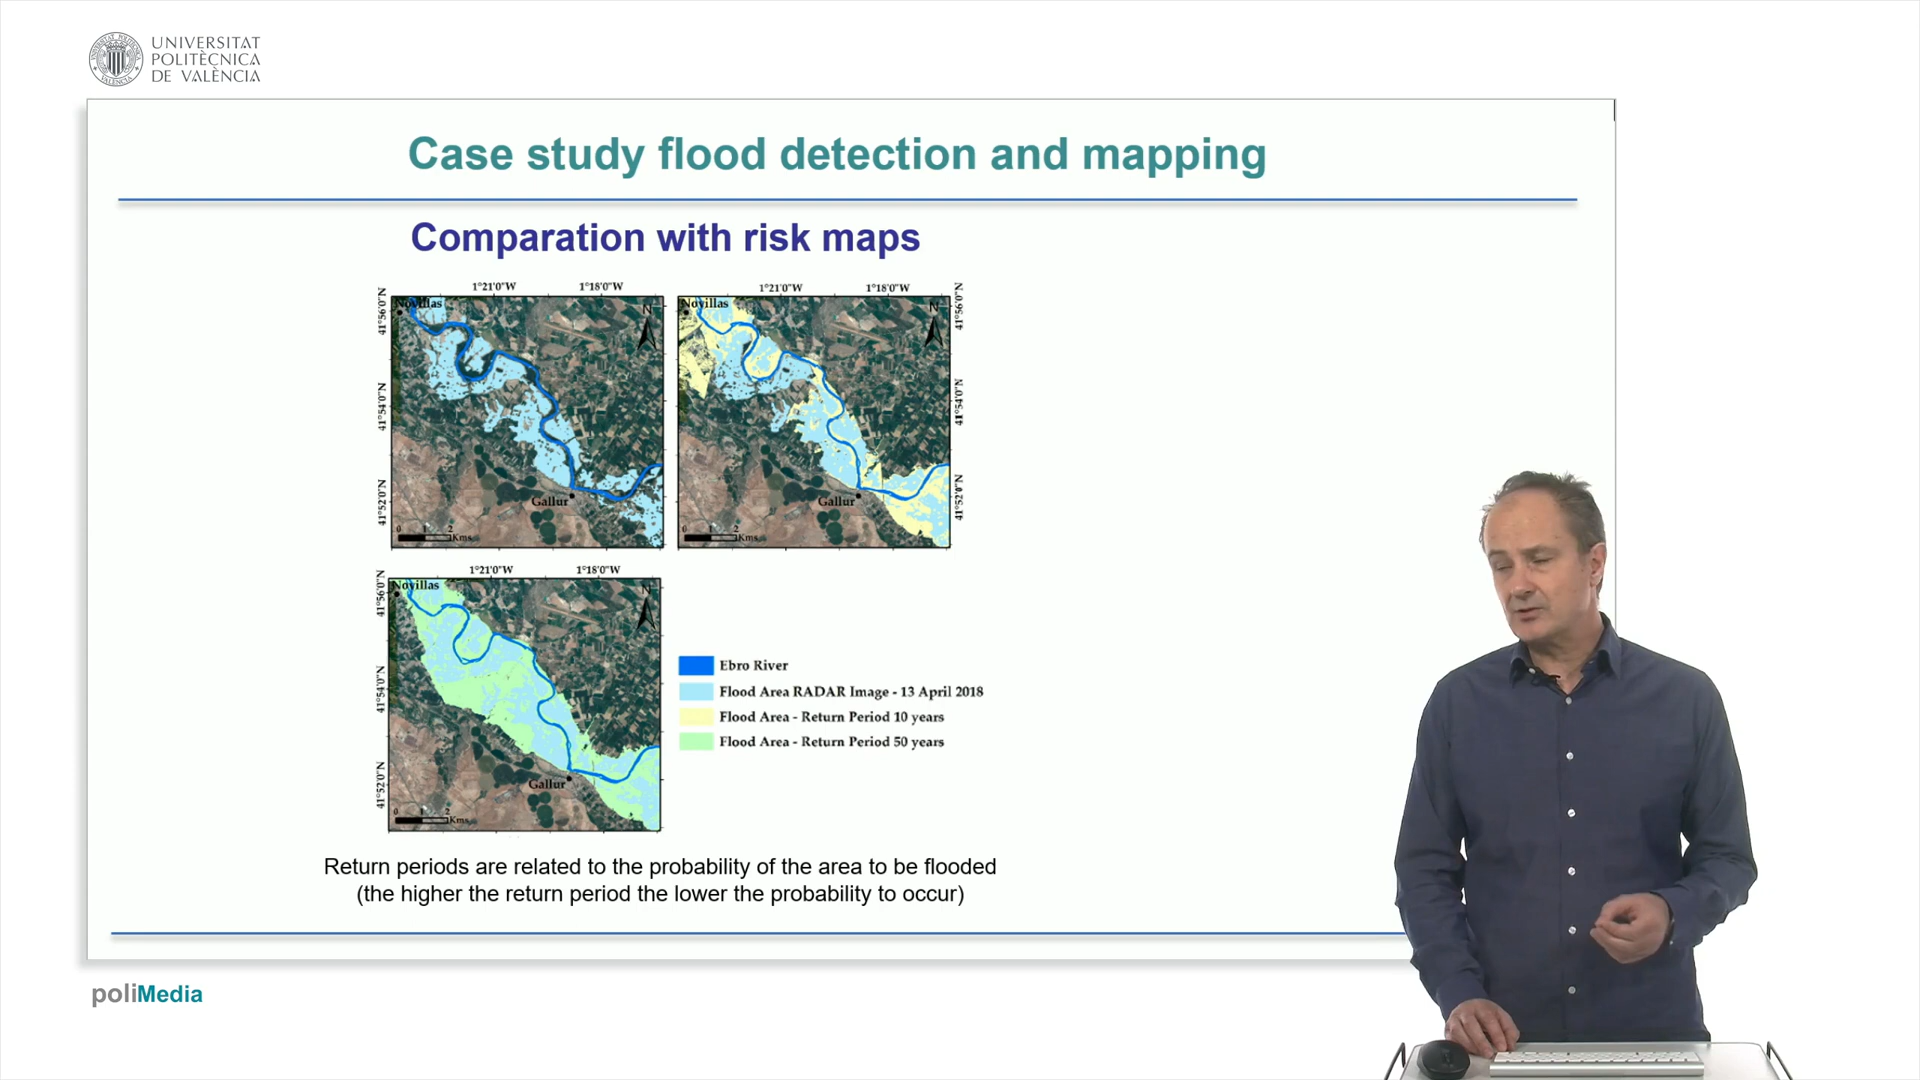 UNIVERSITAT
POLITÈCNICA
DE VALÈNCIA
Case study flood detection and mapping
Comparation with risk maps
1°21'0"W 1°18'0"W
41°56'0"N
41°54'0"N
41°52'0"N
Novillas
N
Gallur
0 1 2
Kms
1°21'0"W 1°18'0"W
41°56'0"N
41°54'0"N
41°52'0"N
Novillas
N
Gallur
0 1 2
Kms
1°21'0"W 1°18'0"W
41°56'0"N
41°54'0"N
41°52'0"N
Novillas
N
Gallur
0 1 2
Kms
Ebro River
Flood Area RADAR Image - 13 April 2018
Flood Area - Return Period 10 years
Flood Area - Return Period 50 years
Return periods are related to the probability of the area to be flooded
(the higher the return period the lower the probability to occur)
poliMedia